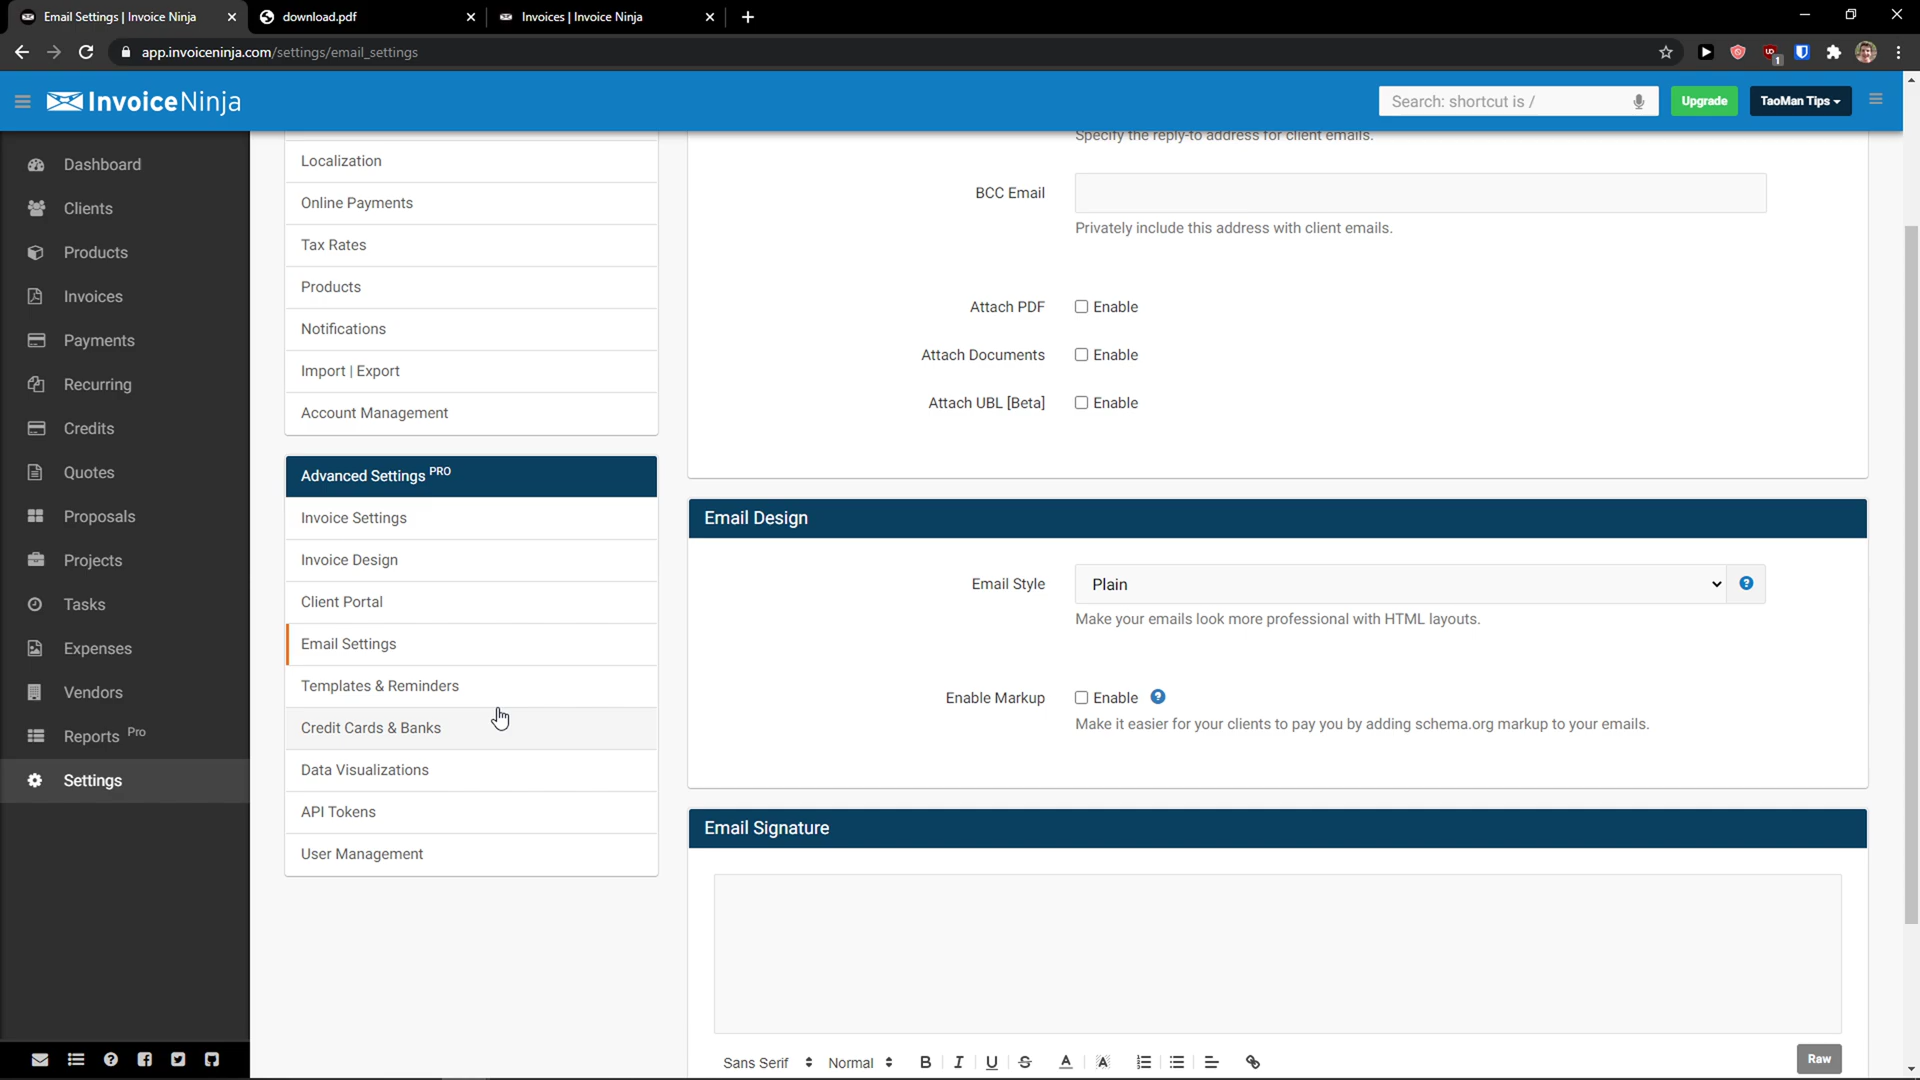 Email Settings | Invoice Ninja
download.pdf
Invoices | Invoice Ninja
app.invoiceninja.com/settings/email_settings
InvoiceNinja
Search: shortcut is /
Upgrade
TaoMan Tips
Dashboard
Clients
Products
Invoices
Payments
Recurring
Credits
Quotes
Proposals
Projects
Tasks
Expenses
Vendors
Reports Pro
Settings
Localization
Online Payments
Tax Rates
Products
Notifications
Import | Export
Account Management
Advanced Settings PRO
Invoice Settings
Invoice Design
Client Portal
Email Settings
Templates & Reminders
Credit Cards & Banks
Data Visualizations
API Tokens
User Management
Specify the reply-to address for client emails.
BCC Email
Privately include this address with client emails.
Attach PDF Enable
Attach Documents Enable
Attach UBL [Beta] Enable
Email Design
Email Style Plain
Make your emails look more professional with HTML layouts.
Enable Markup Enable
Make it easier for your clients to pay you by adding schema.org markup to your emails.
Email Signature
Sans Serif Normal B I U S A A
Raw